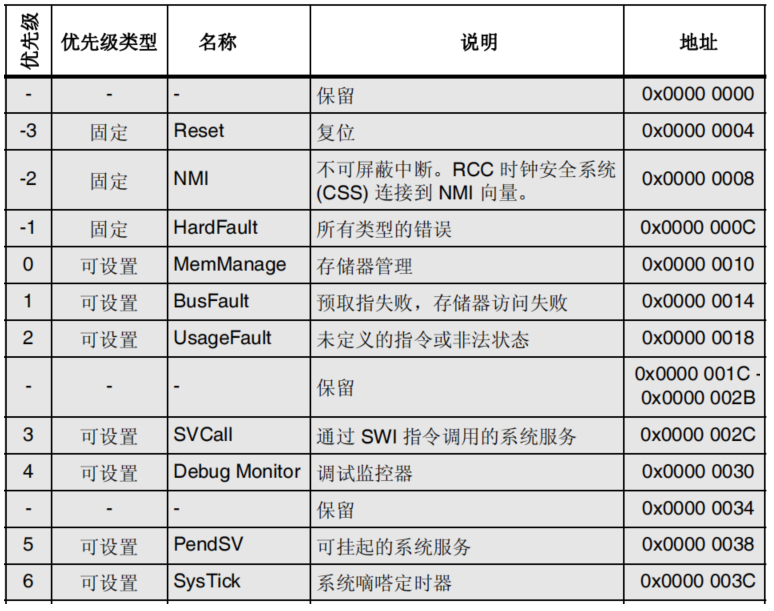 优先级 优先级类型 名称 说明 地址
- - - 保留 0x0000 0000
-3 固定 Reset 复位 0x0000 0004
-2 固定 NMI 不可屏蔽中断。RCC 时钟安全系统
(CSS) 连接到 NMI 向量。 0x0000 0008
-1 固定 HardFault 所有类型的错误 0x0000 000C
0 可设置 MemManage 存储器管理 0x0000 0010
1 可设置 BusFault 预取指失败，存储器访问失败 0x0000 0014
2 可设置 UsageFault 未定义的指令或非法状态 0x0000 0018
- - - 保留 0x0000 001C -
0x0000 002B
3 可设置 SVCall 通过 SWI 指令调用的系统服务 0x0000 002C
4 可设置 Debug Monitor 调试监控器 0x0000 0030
- - - 保留 0x0000 0034
5 可设置 PendSV 可挂起的系统服务 0x0000 0038
6 可设置 SysTick 系统嘀嗒定时器 0x0000 003C